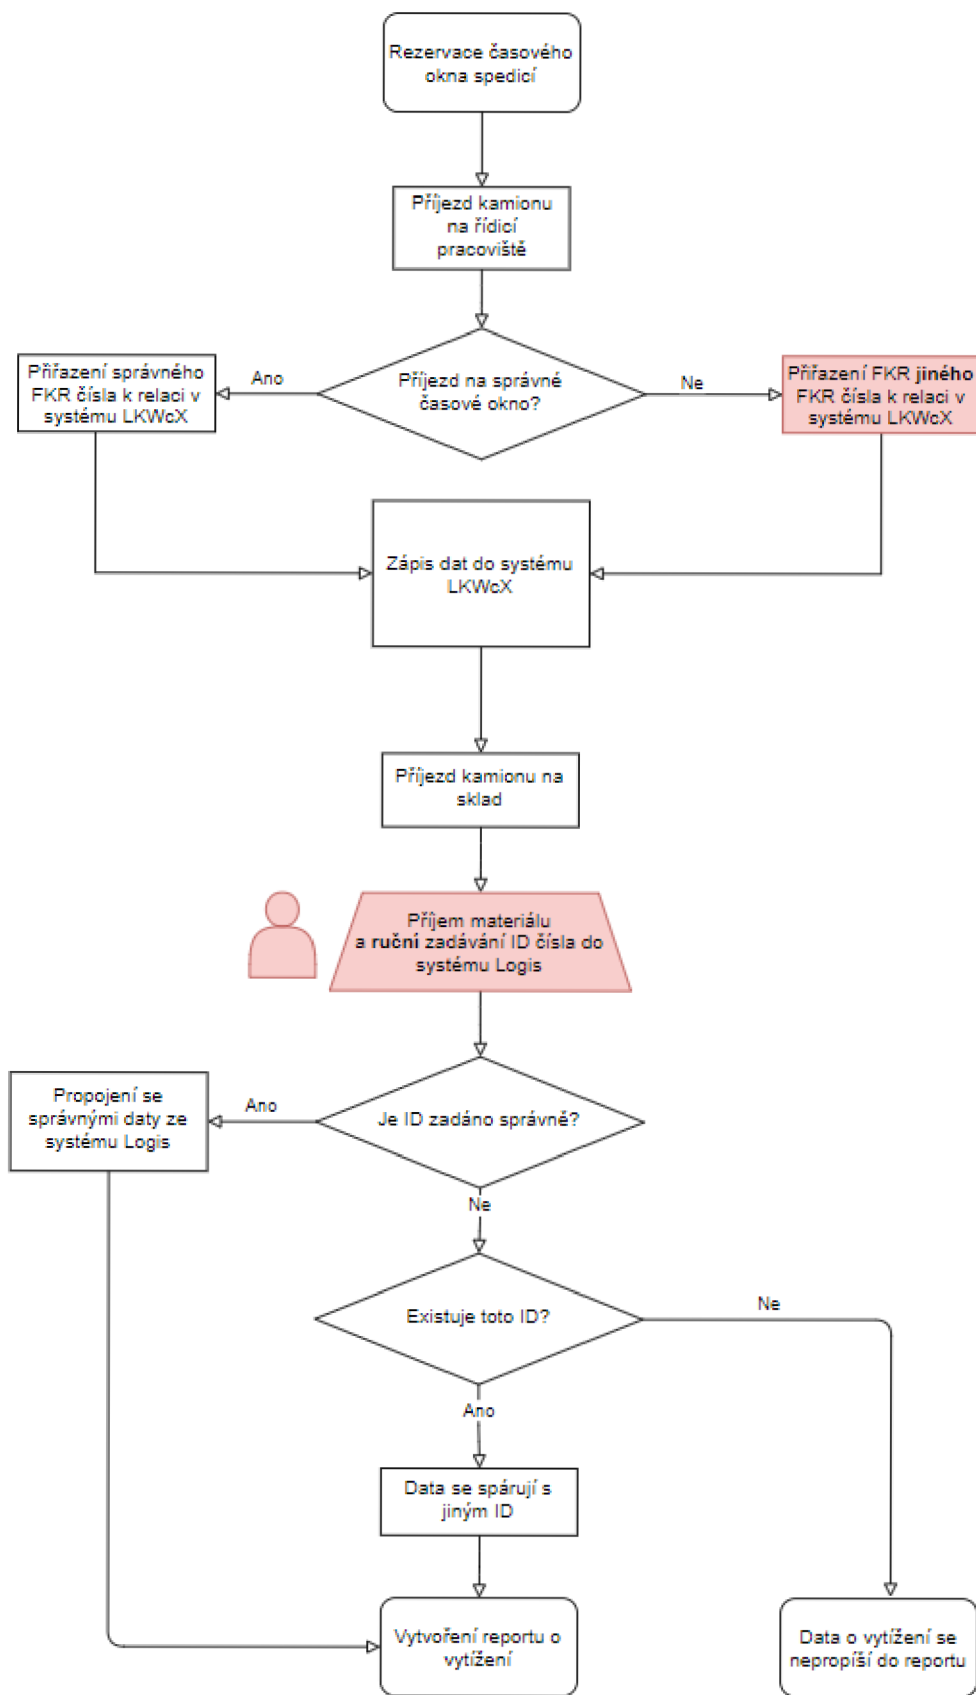 Rezervace časového
okna spedicí
Příjezd kamionu
na řídicí
pracoviště
Přiřazení správného
FKR čísla k relaci v
systému LKWcX
Ano
Příjezd na správné
časové okno?
Ne
Přiřazení FKR jiného
FKR čísla k relaci v
systému LKWcX
Zápis dat do systému
LKWcX
Příjezd kamionu na
sklad
Příjem materiálu
a ruční zadávání ID čísla do
systému Logis
Propojení se
správnými daty ze
systému Logis
Ano
Je ID zadáno správně?
Ne
Existuje toto ID?
Ne
Ano
Data se spárují s
jiným ID
Vytvoření reportu o
vytížení
Data o vytížení se
nepropíší do reportu